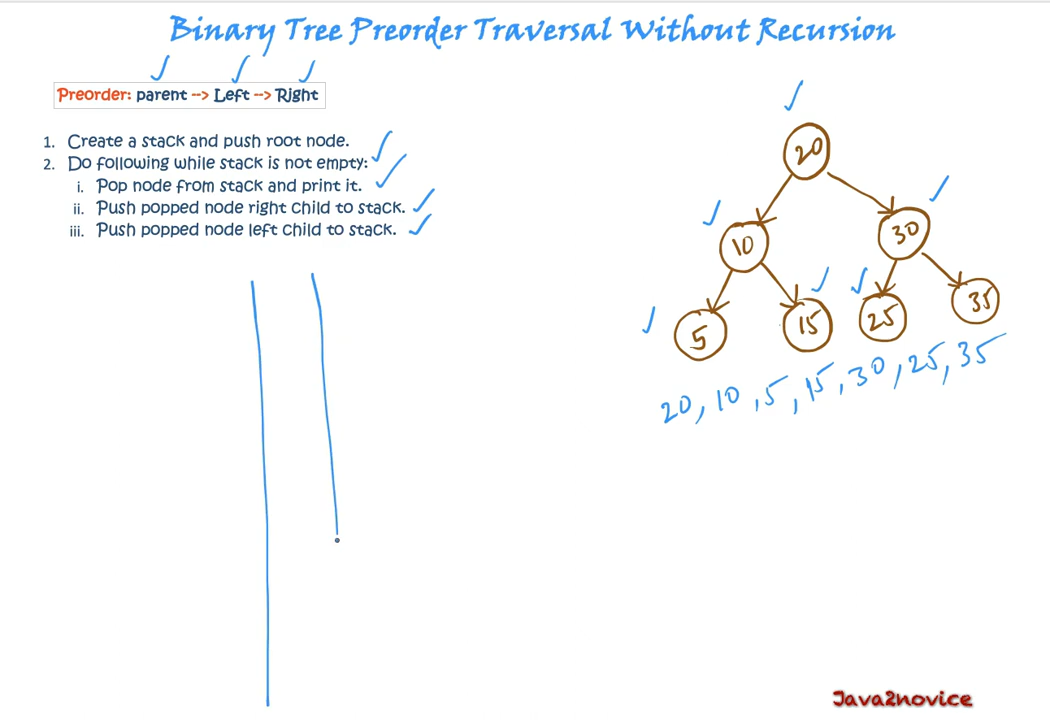 Binary Tree Preorder Traversal Without Recursion
Preorder: parent --> Left --> Right
1. Create a stack and push root node.
2. Do following while stack is not empty:
i. Pop node from stack and print it.
ii. Push popped node right child to stack.
iii. Push popped node left child to stack.
20
10
30
5
15
25
35
20, 10, 5, 15, 30, 25, 35
Java2novice